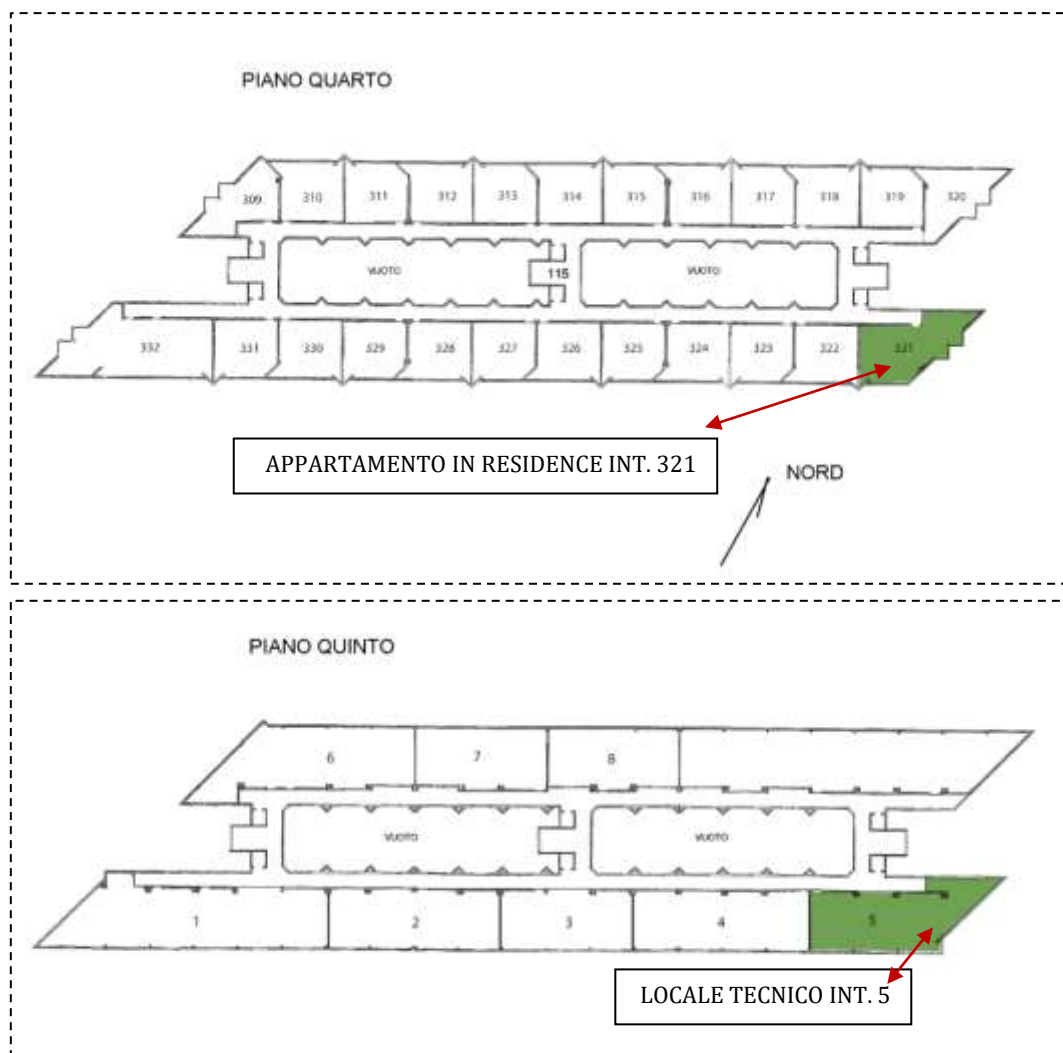 PIANO QUARTO
309 310 311 312 313 314 315 316 317 318 319 320
VUOTO 115 VUOTO
332 331 330 329 328 327 326 325 324 323 322 321
APPARTAMENTO IN RESIDENCE INT. 321
NORD
PIANO QUINTO
6 7 8
VUOTO VUOTO
1 2 3 4 5
LOCALE TECNICO INT. 5